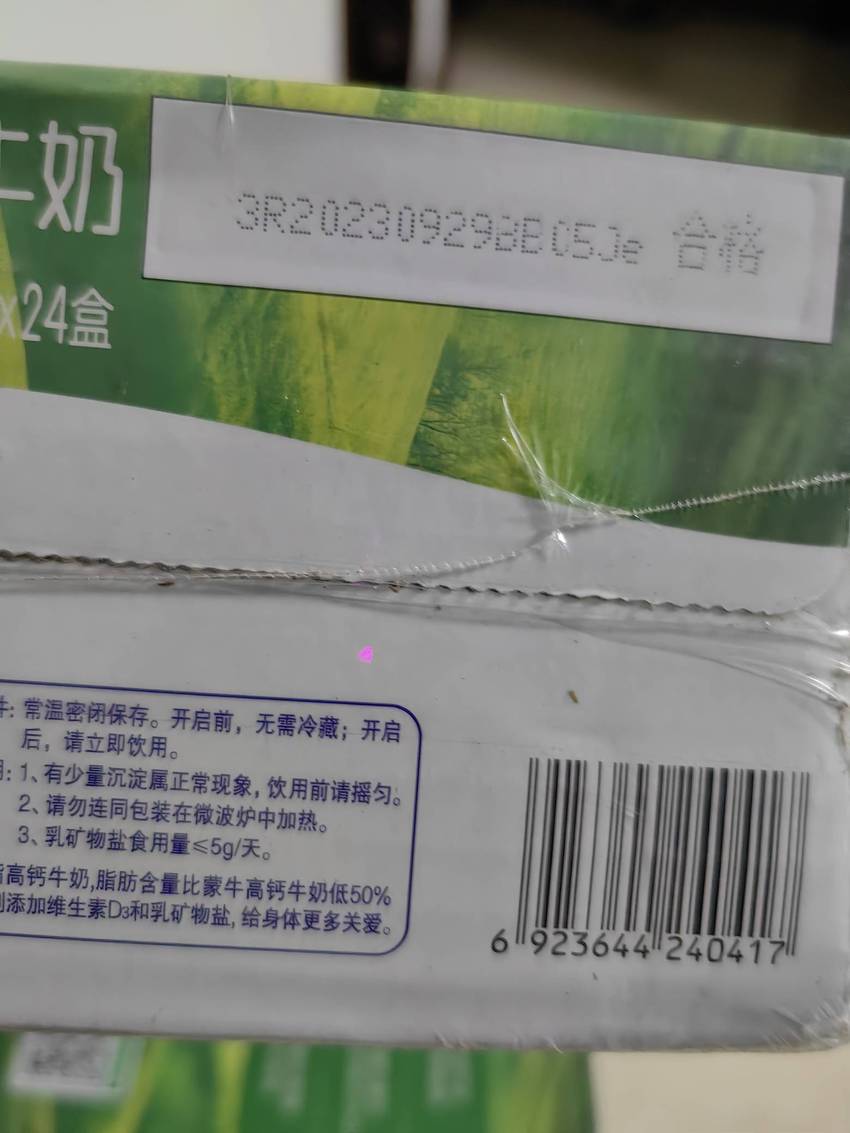 牛奶
3R20230929BB05Je 合格
x24盒
件: 常温密闭保存。开启前，无需冷藏；开启
后，请立即饮用。
明: 1、有少量沉淀属正常现象，饮用前请摇匀。
2、请勿连同包装在微波炉中加热。
3、乳矿物盐食用量≤5g/天。
脂高钙牛奶,脂肪含量比蒙牛高钙牛奶低50%
别添加维生素D₃和乳矿物盐, 给身体更多关爱。
6 923644 240417